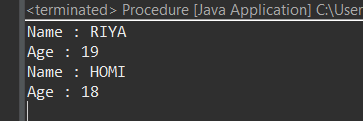 <terminated> Procedure [Java Application] C:\User
Name : RIYA
Age : 19
Name : HOMI
Age : 18